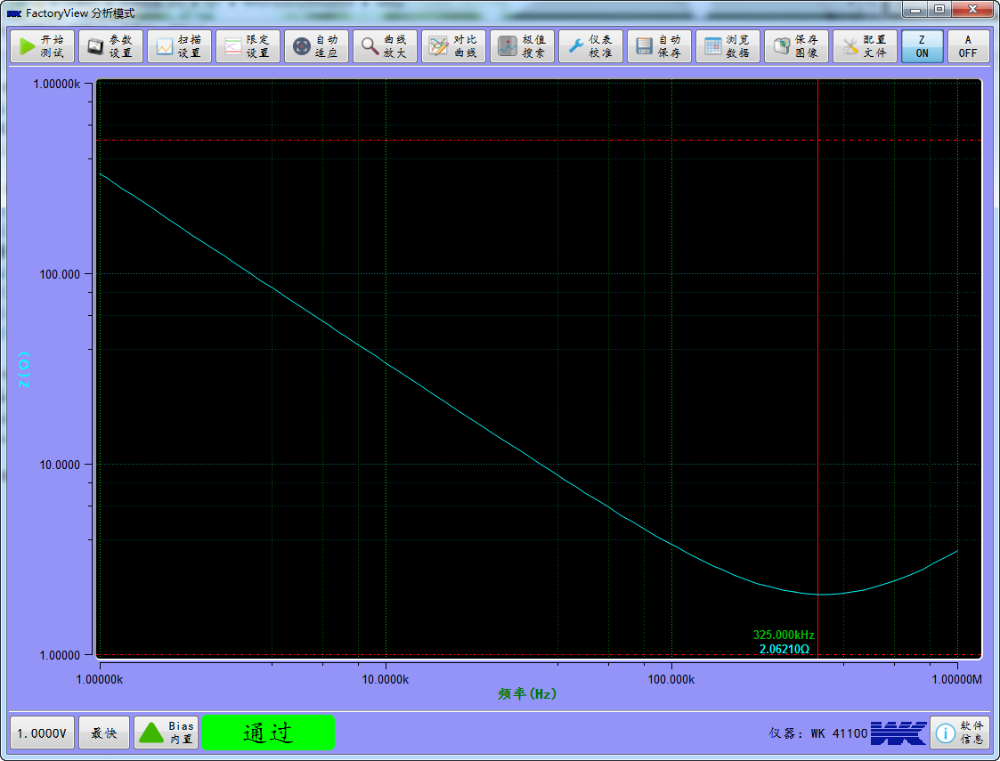 FactoryView 分析模式
开始
测试
参数
设置
扫描
设置
限定
设置
自动
适应
曲线
放大
对比
曲线
极值
搜索
仪表
校准
自动
保存
浏览
数据
保存
图像
配置
文件
Z
ON
A
OFF
1.00000k
100.000
10.0000
1.00000
Z(Ω)
325.000kHz
2.06210Ω
1.00000k
10.0000k
100.000k
1.00000M
频率(Hz)
1.0000V
最快
Bias
内置
通过
仪器: WK 41100
WK
软件
信息